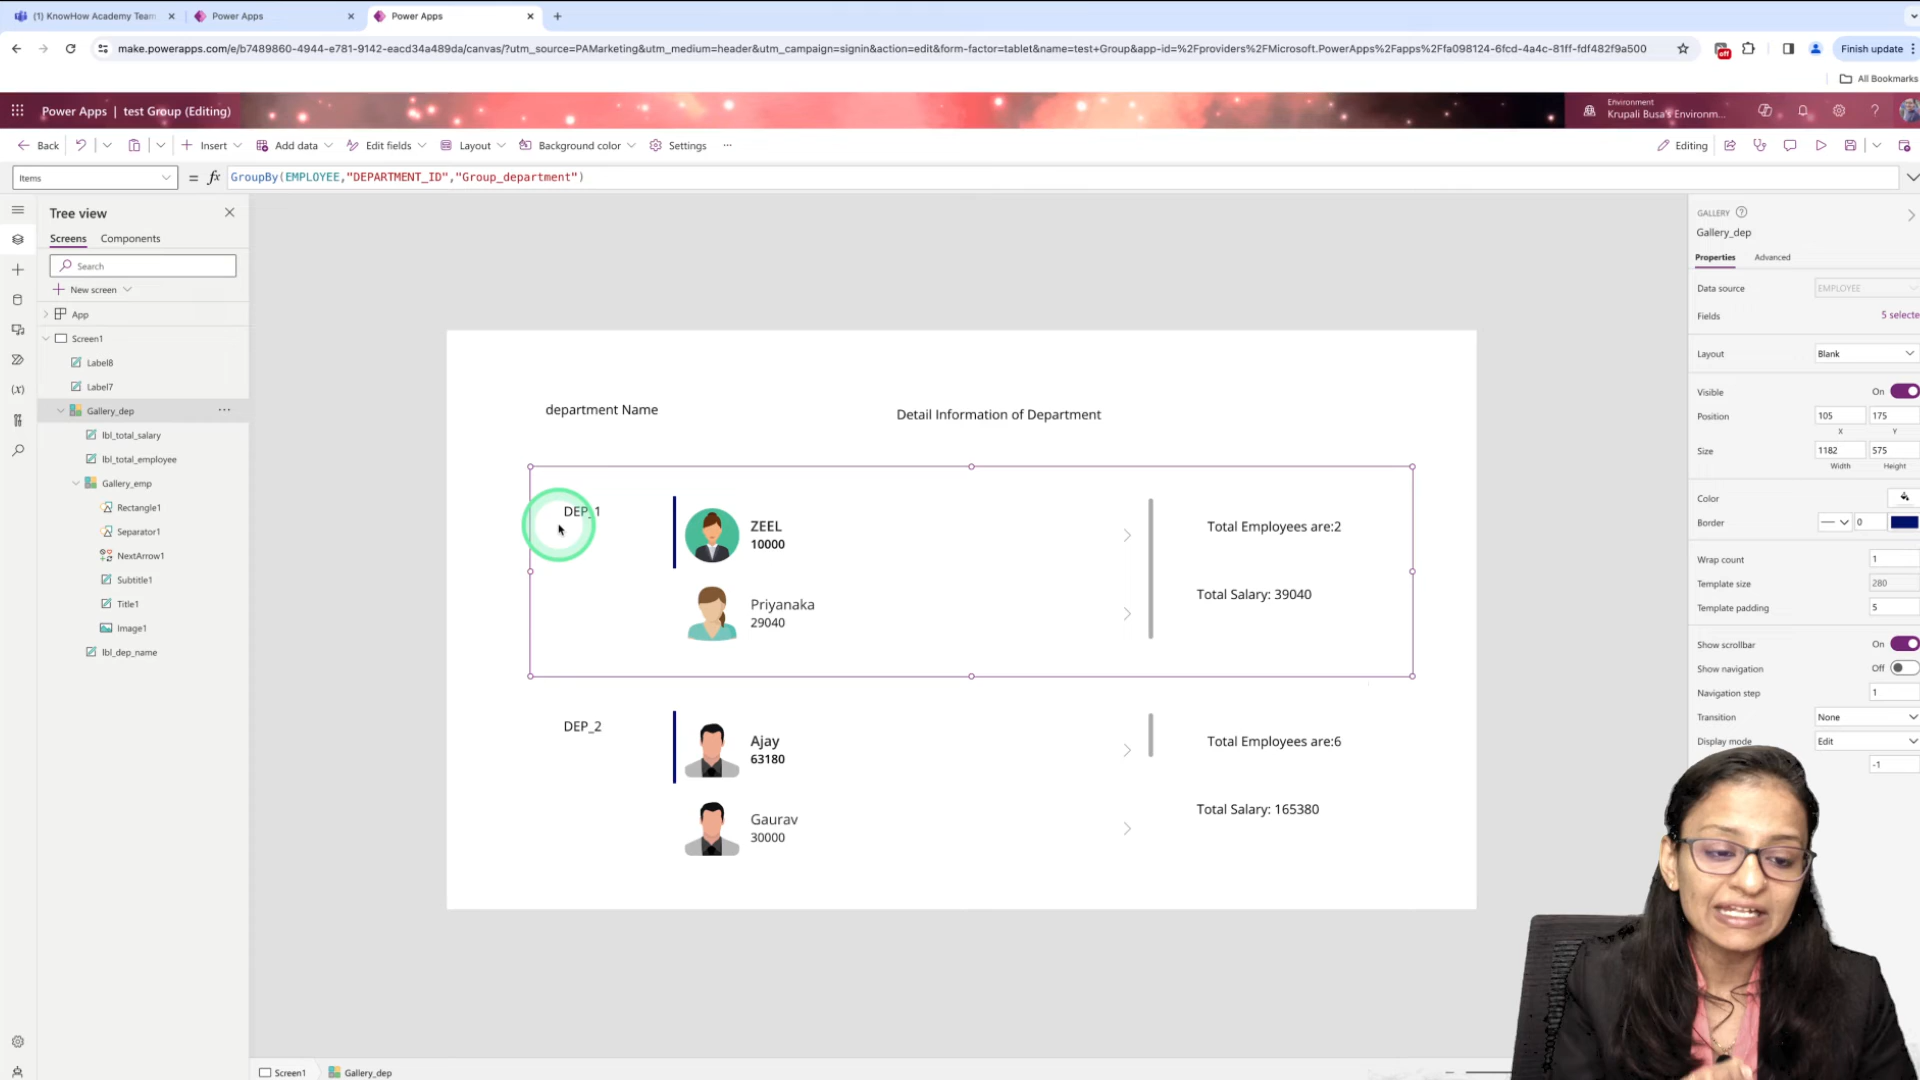 (1) KnowHow Academy Team
Power Apps
Power Apps
make.powerapps.com/e/b7489860-4944-e781-9142-eacd34a489da/canvas/?utm_source=PAMarketing&utm_medium=header&utm_campaign=signin&action=edit&form-factor=tablet&name=test+Group&app-id=%2Fproviders%2FMicrosoft.PowerApps%2Fapps%2Ffa098124-6fcd-4a4c-81ff-fdf482f9a500
off
Finish update
All Bookmarks
Power Apps | test Group (Editing)
Environment
Krupali Busa's Environm...
Back
Insert
Add data
Edit fields
Layout
Background color
Settings
Editing
Items
= fx GroupBy(EMPLOYEE,"DEPARTMENT_ID","Group_department")
Tree view
Screens
Components
Search
New screen
App
Screen1
Label8
Label7
Gallery_dep
lbl_total_salary
lbl_total_employee
Gallery_emp
Rectangle1
Separator1
NextArrow1
Subtitle1
Title1
Image1
lbl_dep_name
department Name
Detail Information of Department
DEP_1
ZEEL
10000
Total Employees are:2
Priyanaka
29040
Total Salary: 39040
DEP_2
Ajay
63180
Total Employees are:6
Gaurav
30000
Total Salary: 165380
GALLERY
Gallery_dep
Properties
Advanced
Data source
EMPLOYEE
Fields
5 selecte
Layout
Blank
Visible
On
Position
105
175
X
Y
Size
1182
575
Width
Height
Color
Border
0
Wrap count
1
Template size
280
Template padding
5
Show scrollbar
On
Show navigation
Off
Navigation step
1
Transition
None
Display mode
Edit
-1
Screen1
Gallery_dep